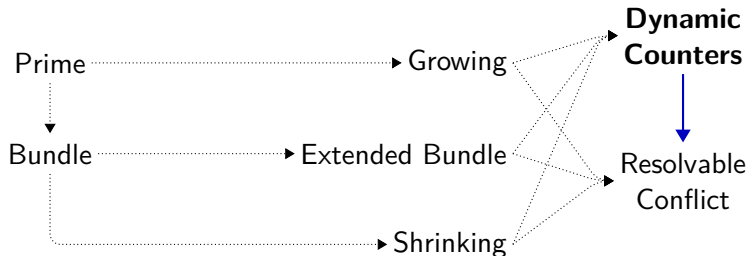 Dynamic
Counters
Prime
Growing
Bundle
Extended Bundle
Resolvable
Conflict
Shrinking